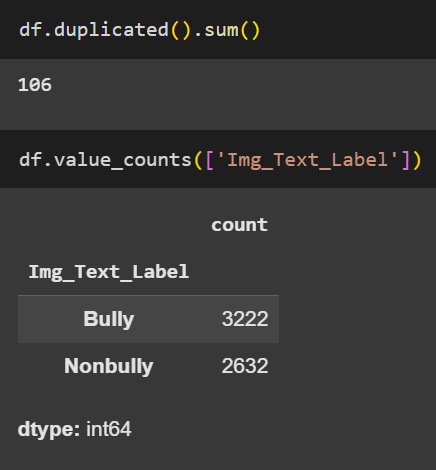 df.duplicated().sum()
106
df.value_counts(['Img_Text_Label'])
count
Img_Text_Label
Bully 3222
Nonbully 2632
dtype: int64